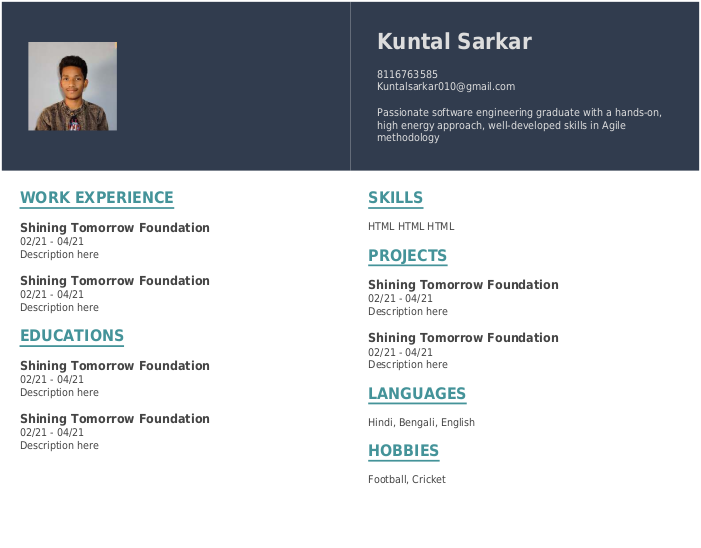 Kuntal Sarkar
8116763585
Kuntalsarkar010@gmail.com
Passionate software engineering graduate with a hands-on,
high energy approach, well-developed skills in Agile
methodology
WORK EXPERIENCE
Shining Tomorrow Foundation
02/21 - 04/21
Description here
Shining Tomorrow Foundation
02/21 - 04/21
Description here
EDUCATIONS
Shining Tomorrow Foundation
02/21 - 04/21
Description here
Shining Tomorrow Foundation
02/21 - 04/21
Description here
SKILLS
HTML HTML HTML
PROJECTS
Shining Tomorrow Foundation
02/21 - 04/21
Description here
Shining Tomorrow Foundation
02/21 - 04/21
Description here
LANGUAGES
Hindi, Bengali, English
HOBBIES
Football, Cricket